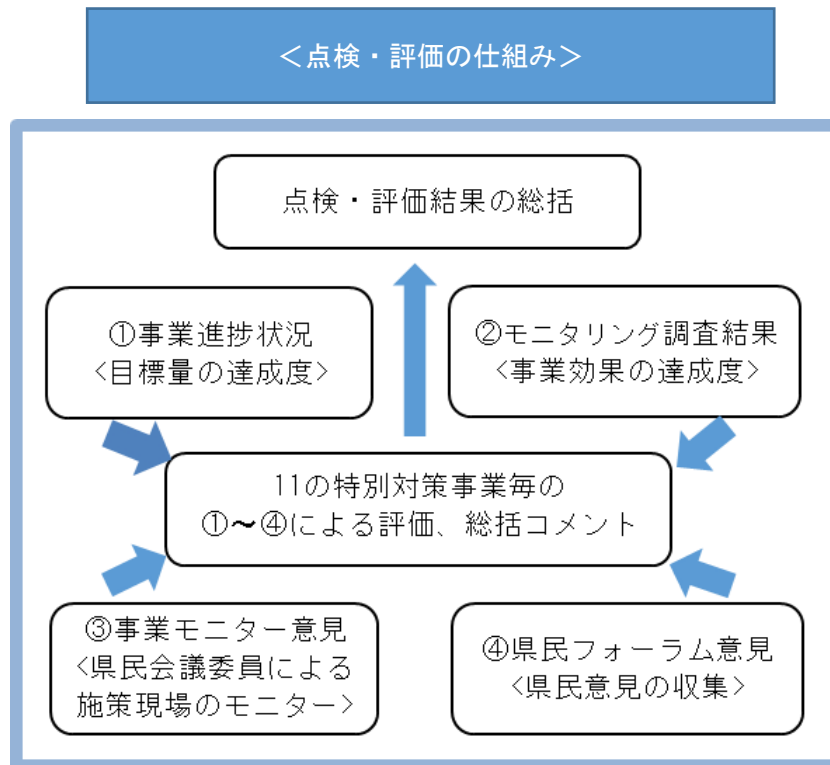 ＜点検・評価の仕組み＞
点検・評価結果の総括
①事業進捗状況
<目標量の達成度>
②モニタリング調査結果
<事業効果の達成度>
11の特別対策事業毎の
①～④による評価、総括コメント
③事業モニター意見
<県民会議委員による
施策現場のモニター>
④県民フォーラム意見
<県民意見の収集>